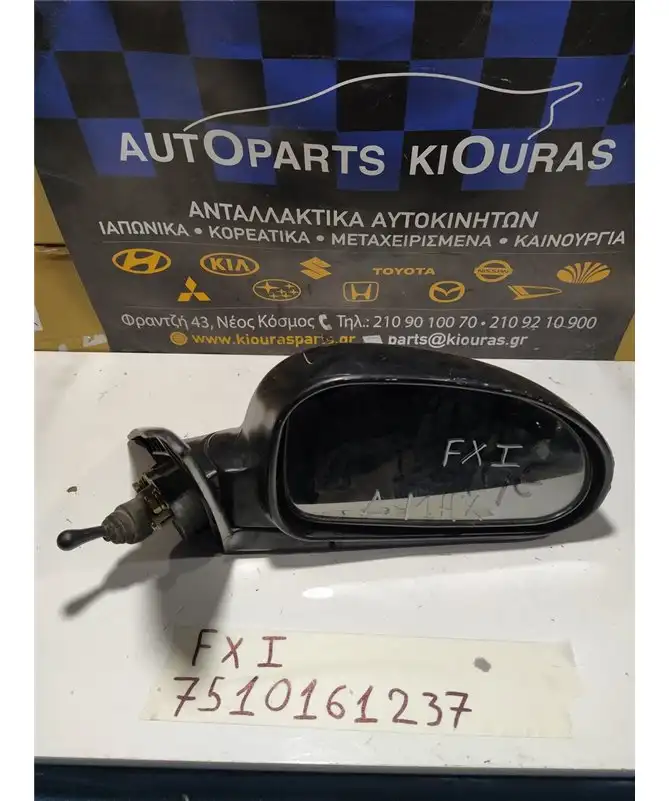 AUTOPARTS KIOURAS
ΑΝΤΑΛΛΑΚΤΙΚΑ ΑΥΤΟΚΙΝΗΤΩΝ
ΙΑΠΩΝΙΚΑ • ΚΟΡΕΑΤΙΚΑ • ΜΕΤΑΧΕΙΡΙΣΜΕΝΑ • ΚΑΙΝΟΥΡΓΙΑ
KIA
TOYOTA
NISSAN
Φραντζή 43, Νέος Κόσμος Τηλ.: 210 90 100 70 • 210 92 10 900
www.kiourasparts.gr parts@kiouras.gr
FXI
FXI
7510161237